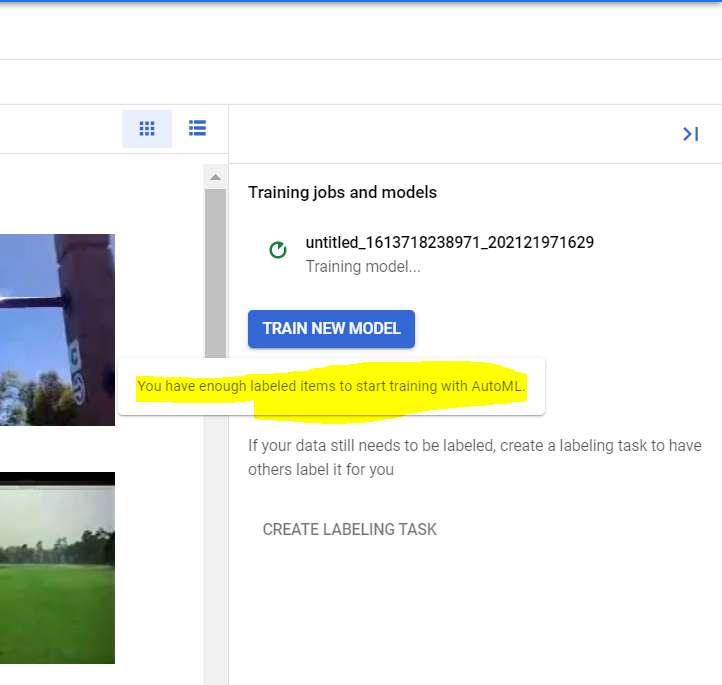 Training jobs and models
untitled_1613718238971_202121971629
Training model...
TRAIN NEW MODEL
You have enough labeled items to start training with AutoML.
If your data still needs to be labeled, create a labeling task to have
others label it for you
CREATE LABELING TASK